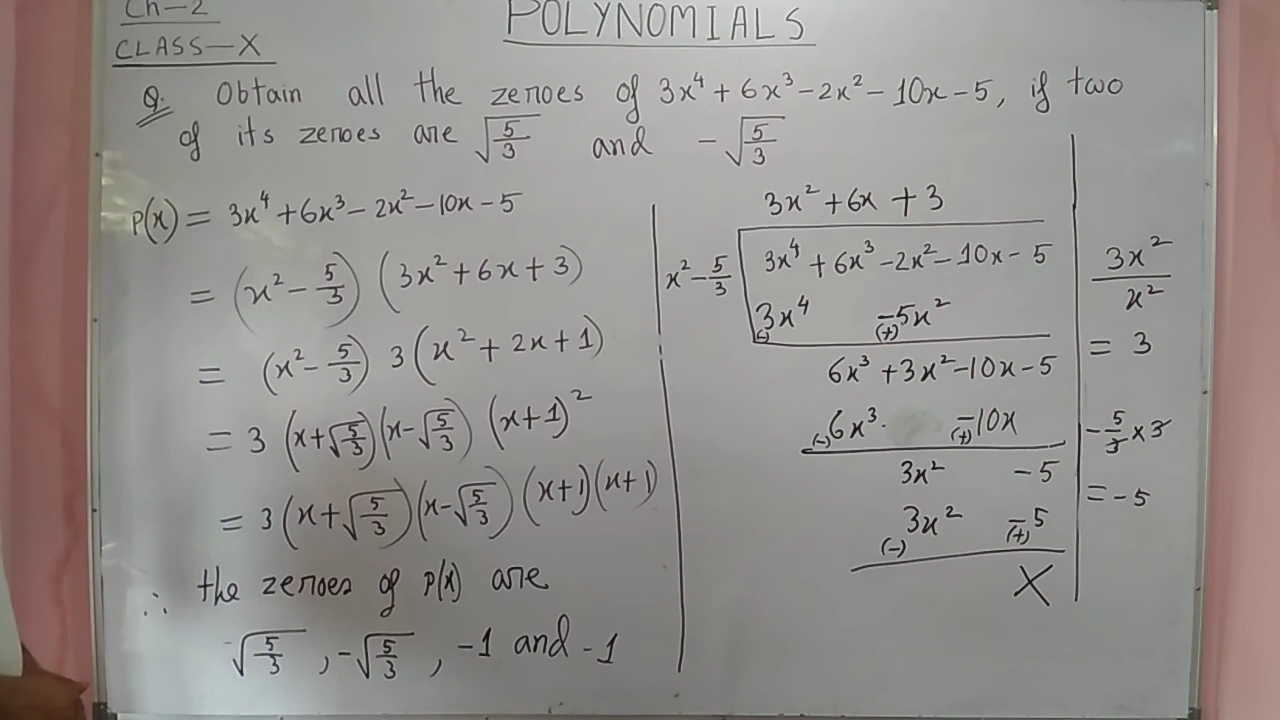 Ch-2
CLASS-X
POLYNOMIALS
Q. Obtain all the zeroes of 3x⁴ + 6x³ - 2x² - 10x - 5, if two
of its zeroes are √(5/3) and -√(5/3)
P(x) = 3x⁴ + 6x³ - 2x² - 10x - 5
= (x² - 5/3) (3x² + 6x + 3)
= (x² - 5/3) 3 (x² + 2x + 1)
= 3 (x + √(5/3)) (x - √(5/3)) (x + 1)²
= 3 (x + √(5/3)) (x - √(5/3)) (x + 1) (x + 1)
∴ the zeroes of P(x) are
√(5/3), -√(5/3), -1 and -1
3x² + 6x + 3
x² - 5/3 | 3x⁴ + 6x³ - 2x² - 10x - 5
3x⁴ - 5x²
(-) (+)
6x³ + 3x² - 10x - 5
6x³ - 10x
(-) (+)
3x² - 5
3x² - 5
(-) (+)
X
3x²/x²
= 3
-5/3 × 3
= -5